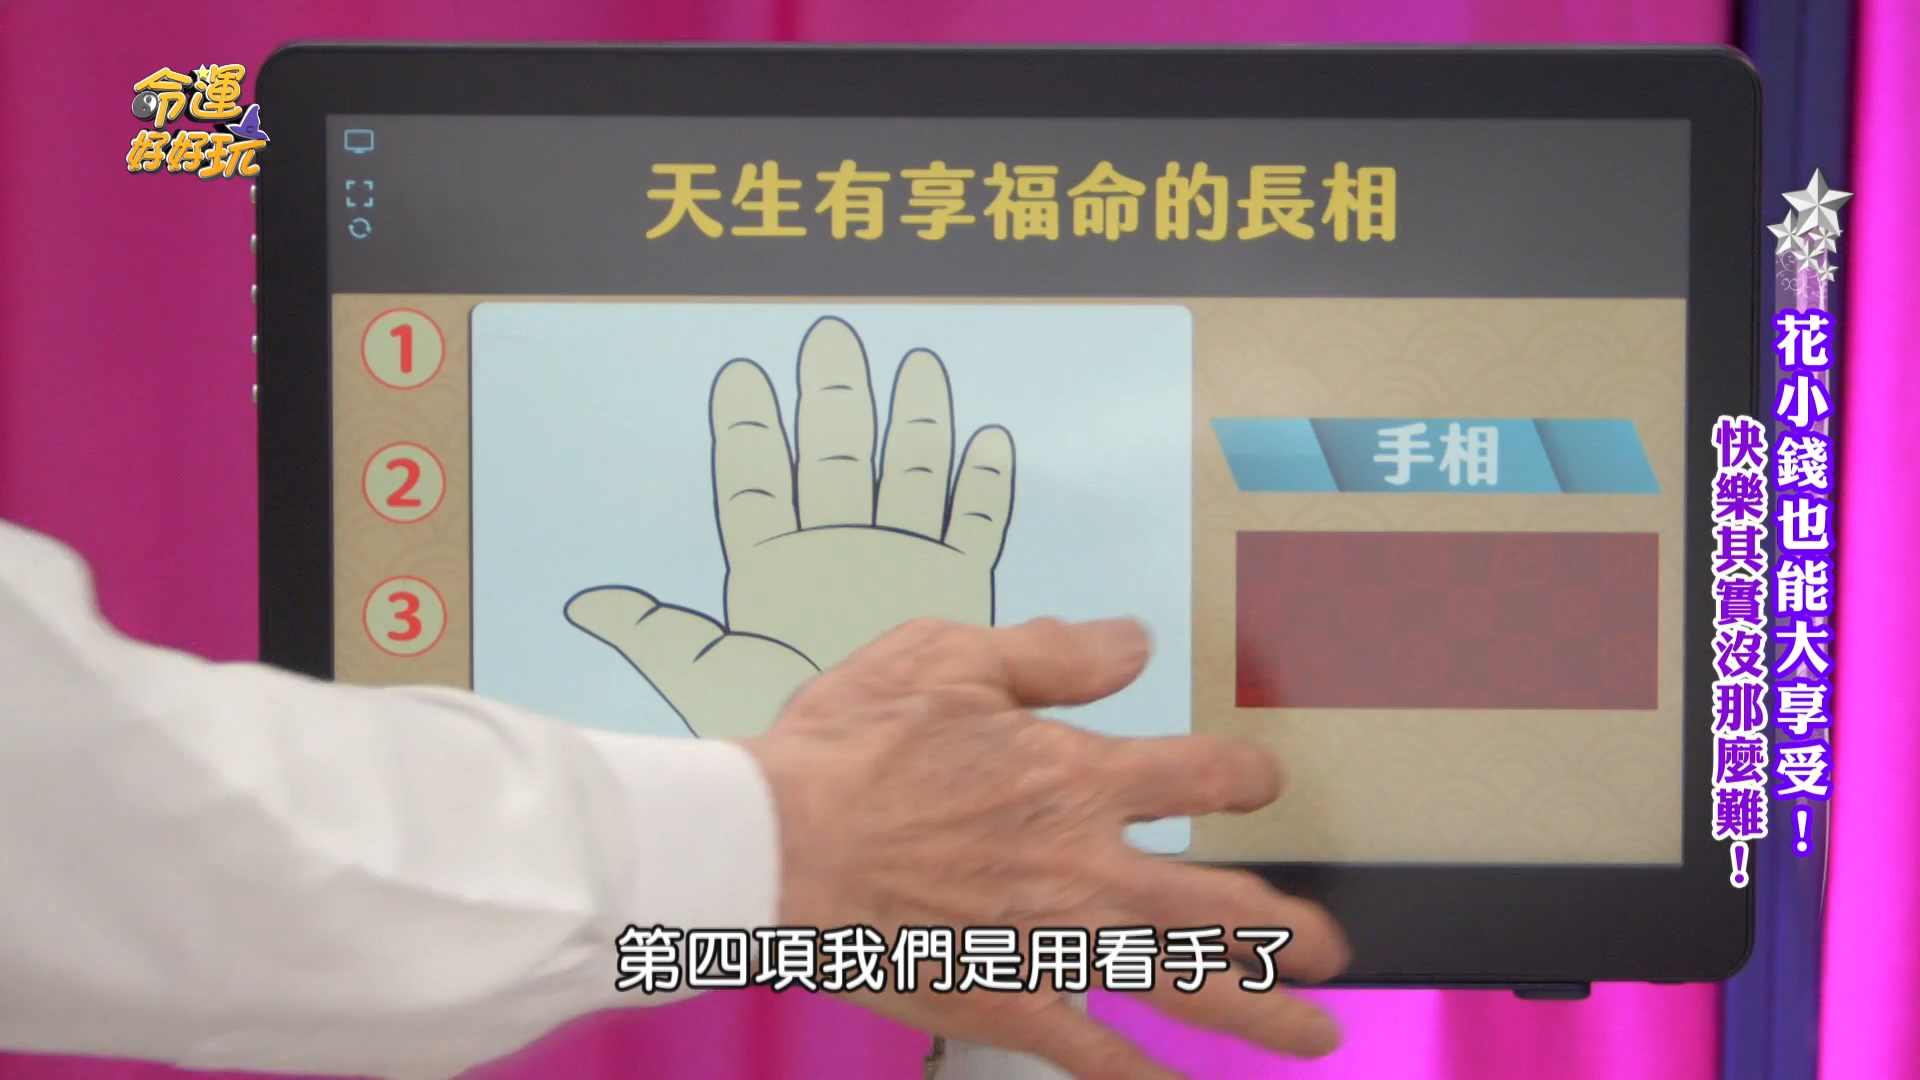 命運
好好玩
天生有享福命的長相
1
2
3
手相
花小錢也能大享受！
快樂其實沒那麼難！
第四項我們是用看手了